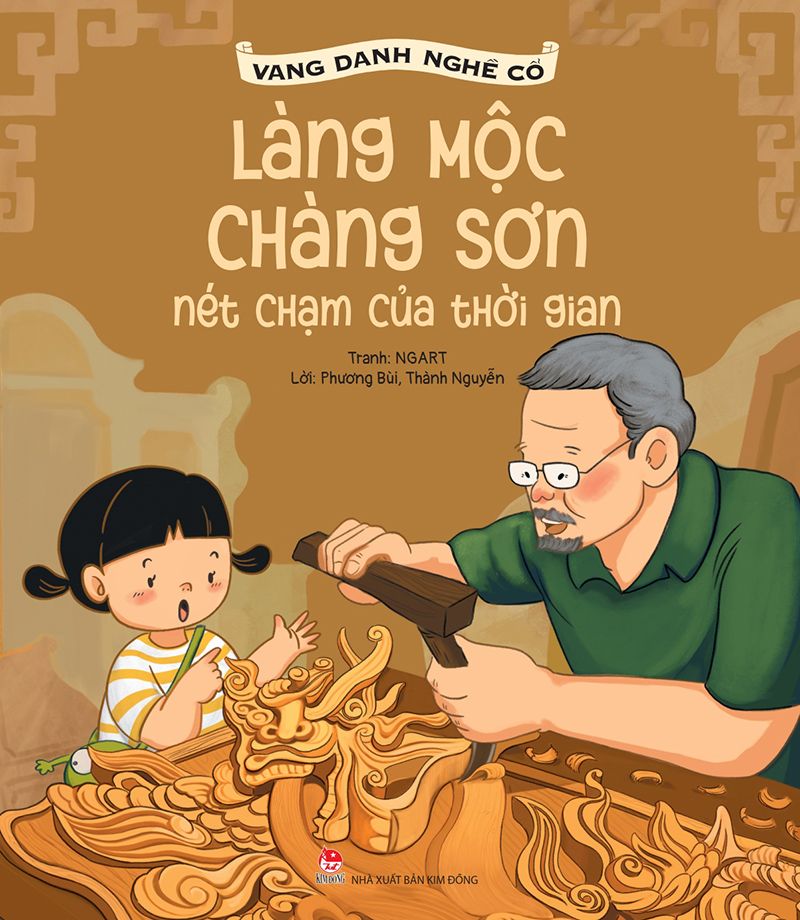 VANG DANH NGHỀ CỔ
LÀNG MỘC
CHÀNG SƠN
NÉT CHẠM CỦA THỜI GIAN
Tranh: NGART
Lời: Phương Bùi, Thành Nguyễn
KIM ĐỒNG
NHÀ XUẤT BẢN KIM ĐỒNG